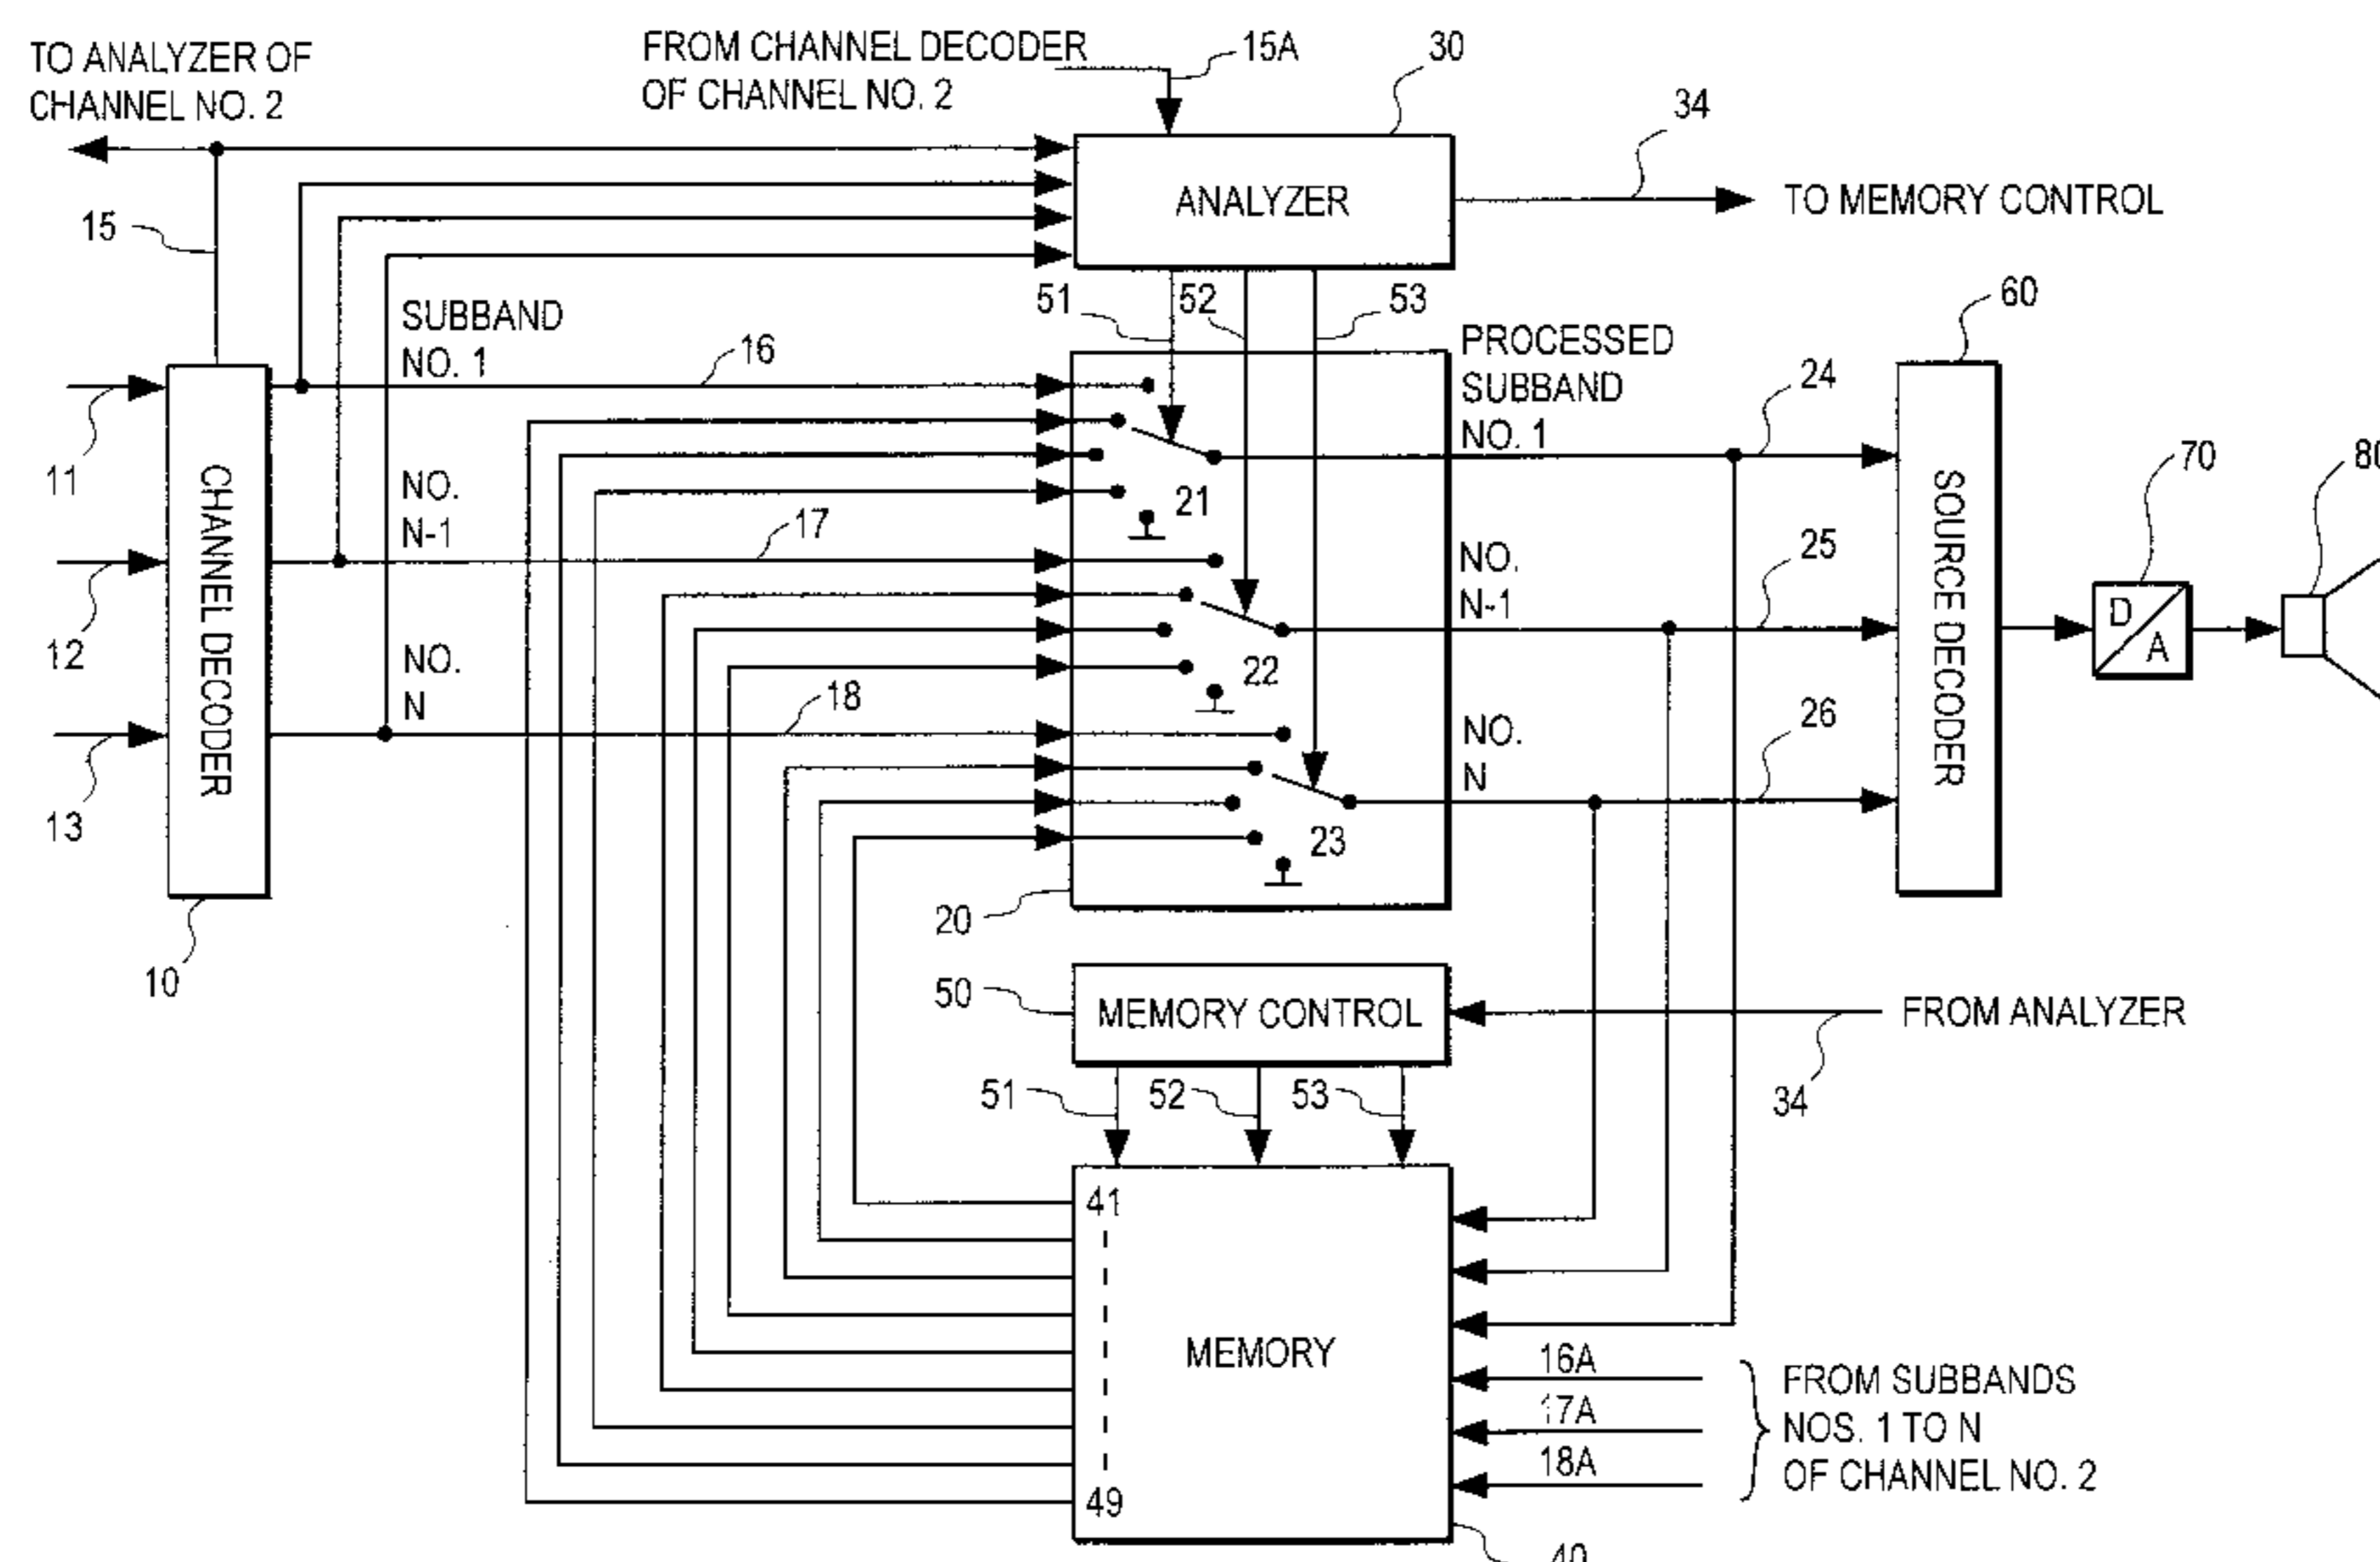 TO ANALYZER OF
CHANNEL NO. 2
FROM CHANNEL DECODER
OF CHANNEL NO. 2
15A
30
34
ANALYZER
TO MEMORY CONTROL
15
51
52
53
60
SUBBAND
NO. 1
16
PROCESSED
SUBBAND
NO. 1
24
11
CHANNEL DECODER
NO.
N-1
17
21
NO.
N-1
25
SOURCE DECODER
70
80
D
A
12
NO.
N
18
22
NO.
N
26
13
23
20
10
50
MEMORY CONTROL
FROM ANALYZER
34
51
52
53
41
MEMORY
49
16A
17A
18A
FROM SUBBANDS
NOS. 1 TO N
OF CHANNEL NO. 2
40